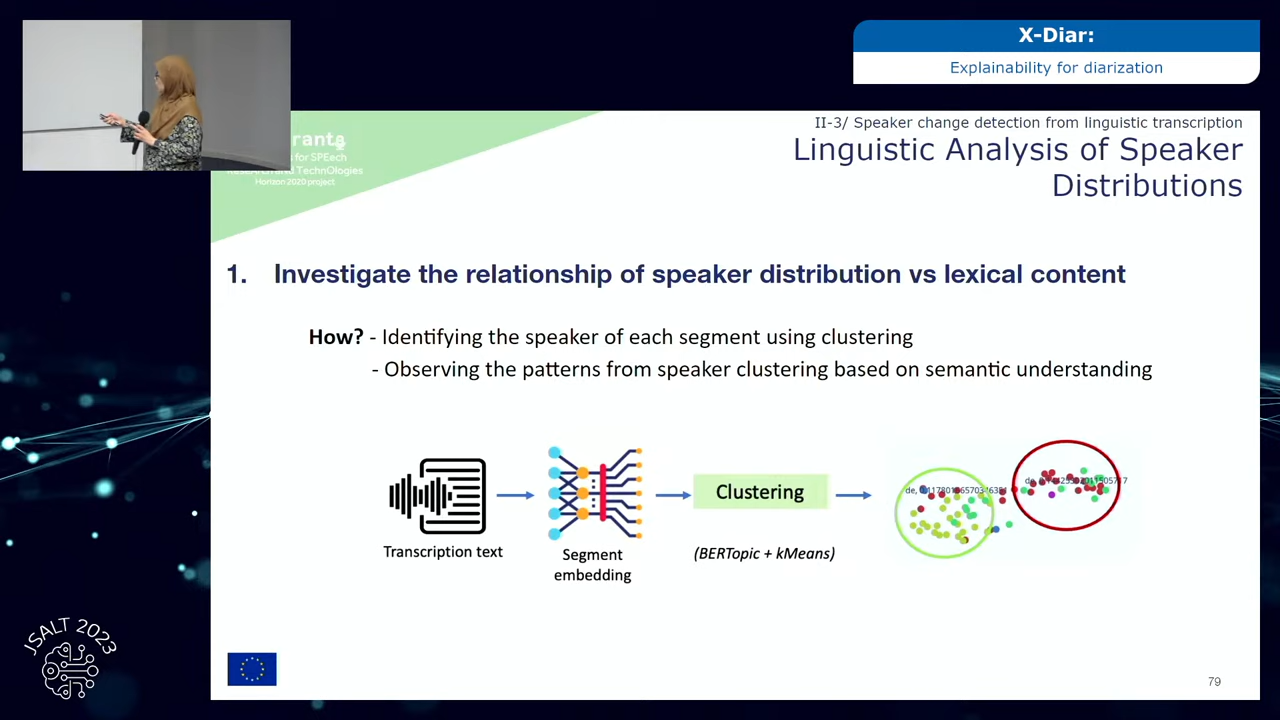 X-Diar:
Explainability for diarization
II-3/ Speaker change detection from linguistic transcription
Linguistic Analysis of Speaker
Distributions
for SPEech
TecHnOLogies
Horizon 2020 project
1. Investigate the relationship of speaker distribution vs lexical content
How? - Identifying the speaker of each segment using clustering
- Observing the patterns from speaker clustering based on semantic understanding
Transcription text
Segment
embedding
Clustering
(BERTopic + kMeans)
JSALT 2023
79